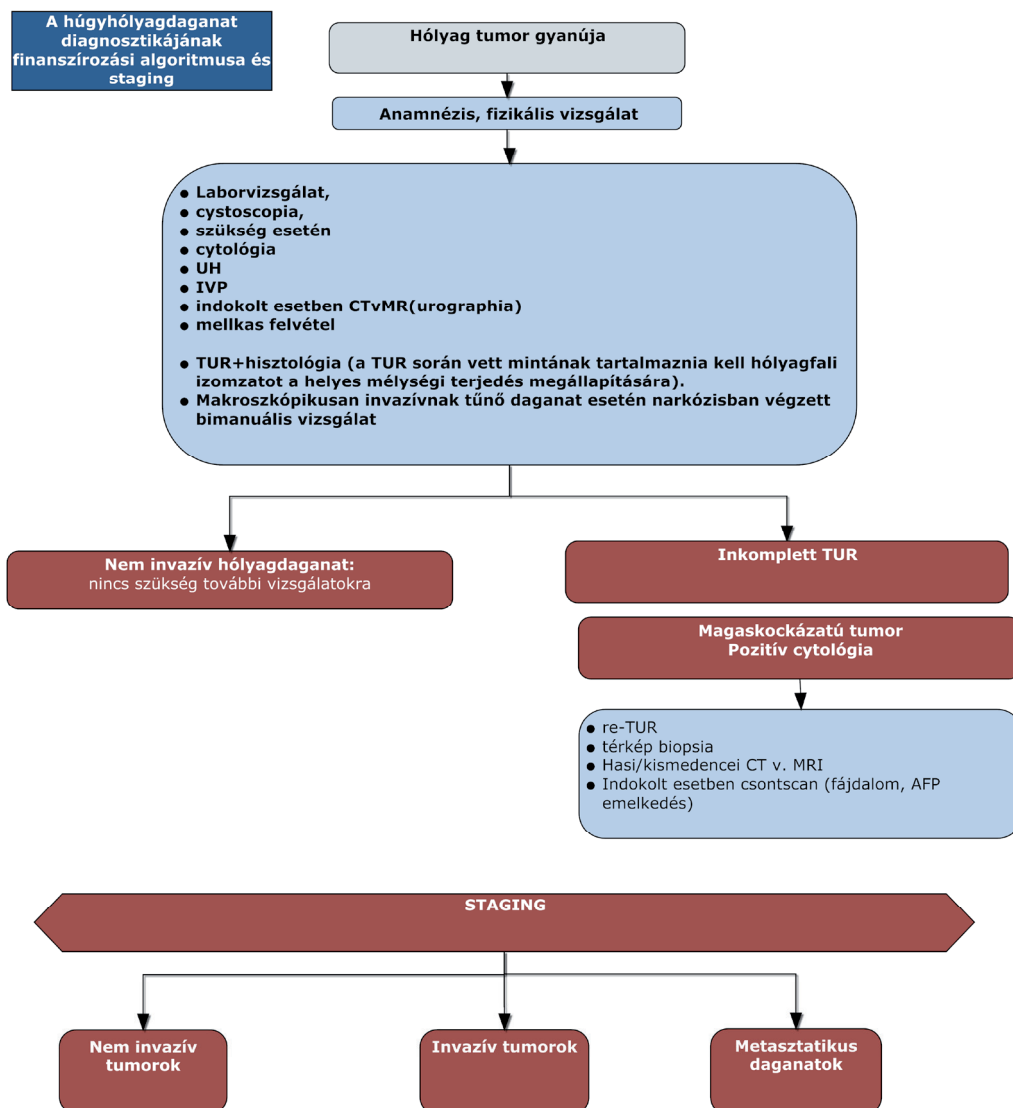 A húgyhólyagdaganat
diagnosztikájának
finanszírozási algoritmusa és
staging
Hólyag tumor gyanúja
Anamnézis, fizikális vizsgálat
● Laborvizsgálat,
● cystoscopia,
● szükség esetén
● cytológia
● UH
● IVP
● indokolt esetben CTvMR(urographia)
● mellkas felvétel
● TUR+hisztológia (a TUR során vett mintának tartalmaznia kell hólyagfali
izomzatot a helyes mélységi terjedés megállapítására).
● Makroszkópikusan invazívnak tűnő daganat esetén narkózisban végzett
bimanuális vizsgálat
Nem invazív hólyagdaganat:
nincs szükség további vizsgálatokra
Inkomplett TUR
Magaskockázatú tumor
Pozitív cytológia
● re-TUR
● térkép biopsia
● Hasi/kismedencei CT v. MRI
● Indokolt esetben csontscan (fájdalom, AFP
emelkedés)
STAGING
Nem invazív
tumorok
Invazív tumorok
Metasztatikus
daganatok